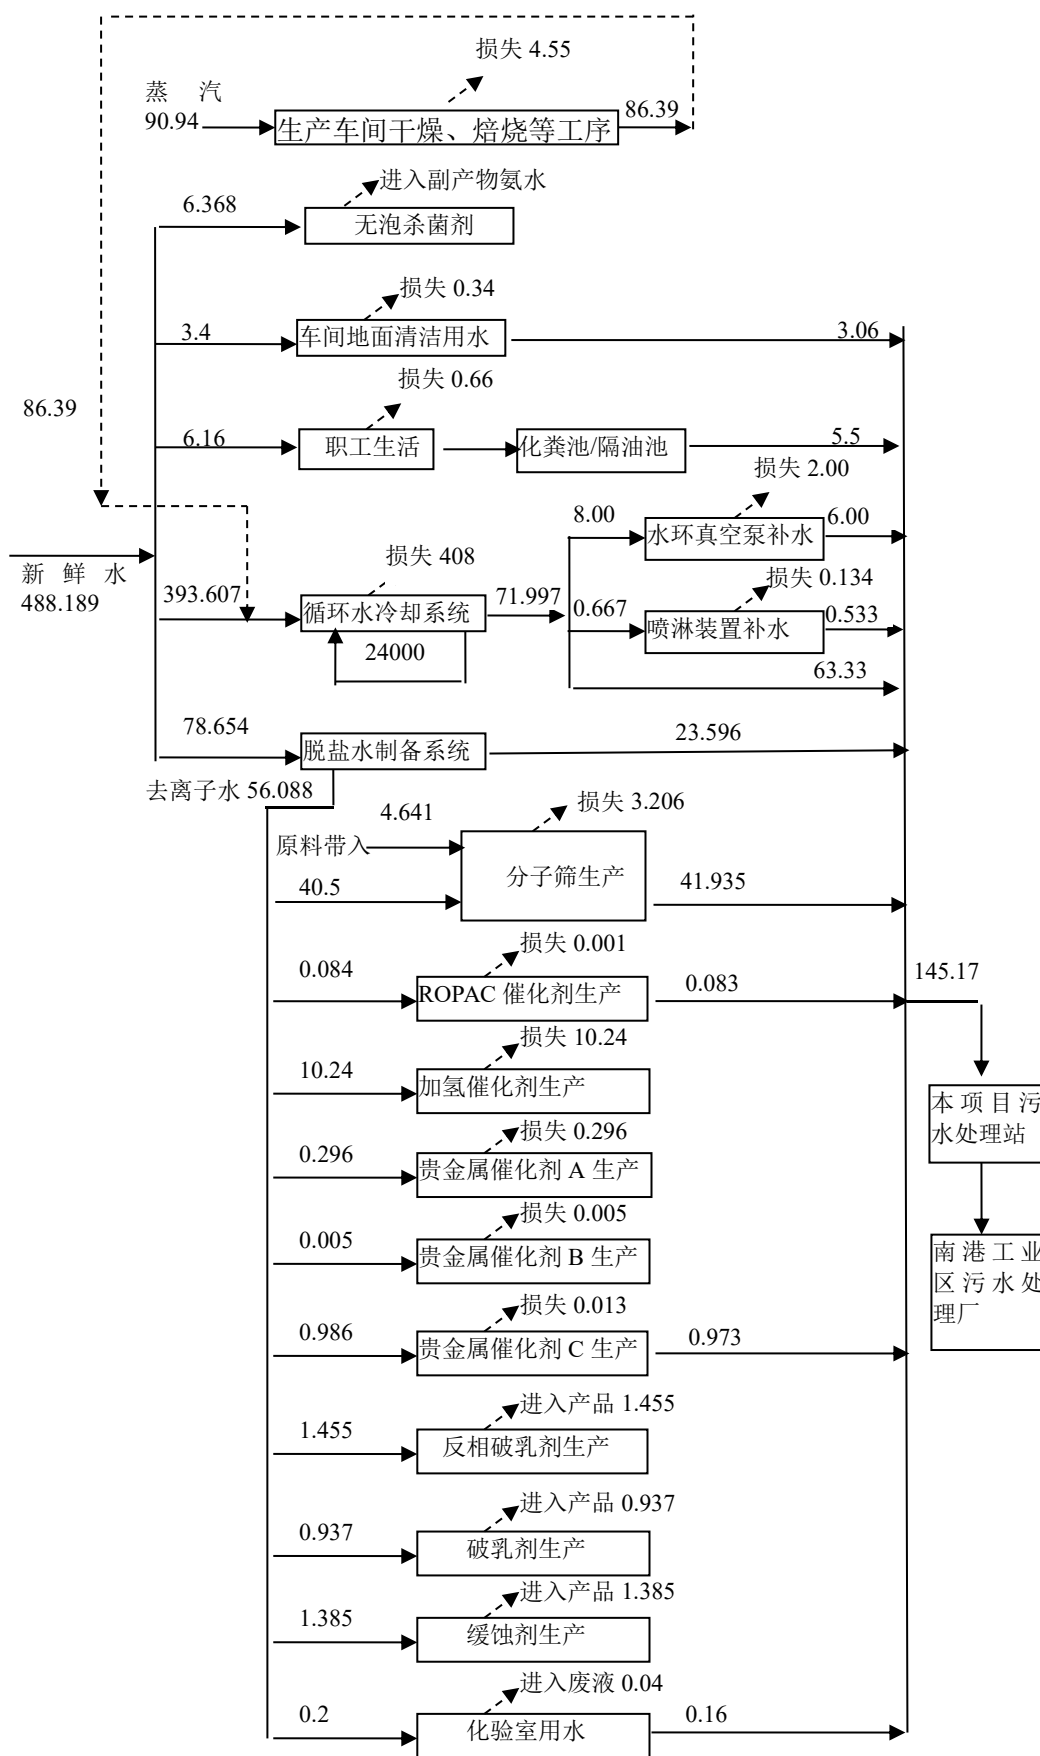 损失 4.55
蒸 汽
90.94
生产车间干燥、焙烧等工序
86.39
进入副产物氨水
6.368
无泡杀菌剂
损失 0.34
3.4
车间地面清洁用水
3.06
损失 0.66
86.39
6.16
职工生活
化粪池/隔油池
5.5
损失 2.00
8.00
水环真空泵补水
6.00
新 鲜 水
488.189
损失 408
393.607
循环水冷却系统
71.997
损失 0.134
0.667
喷淋装置补水
0.533
24000
63.33
78.654
脱盐水制备系统
23.596
去离子水 56.088
4.641
损失 3.206
原料带入
分子筛生产
40.5
41.935
损失 0.001
0.084
ROPAC 催化剂生产
0.083
145.17
损失 10.24
10.24
加氢催化剂生产
本 项 目 污
水处理站
损失 0.296
0.296
贵金属催化剂 A 生产
损失 0.005
0.005
贵金属催化剂 B 生产
南 港 工 业
区 污 水 处
理厂
损失 0.013
0.986
贵金属催化剂 C 生产
0.973
进入产品 1.455
1.455
反相破乳剂生产
进入产品 0.937
0.937
破乳剂生产
进入产品 1.385
1.385
缓蚀剂生产
进入废液 0.04
0.2
化验室用水
0.16